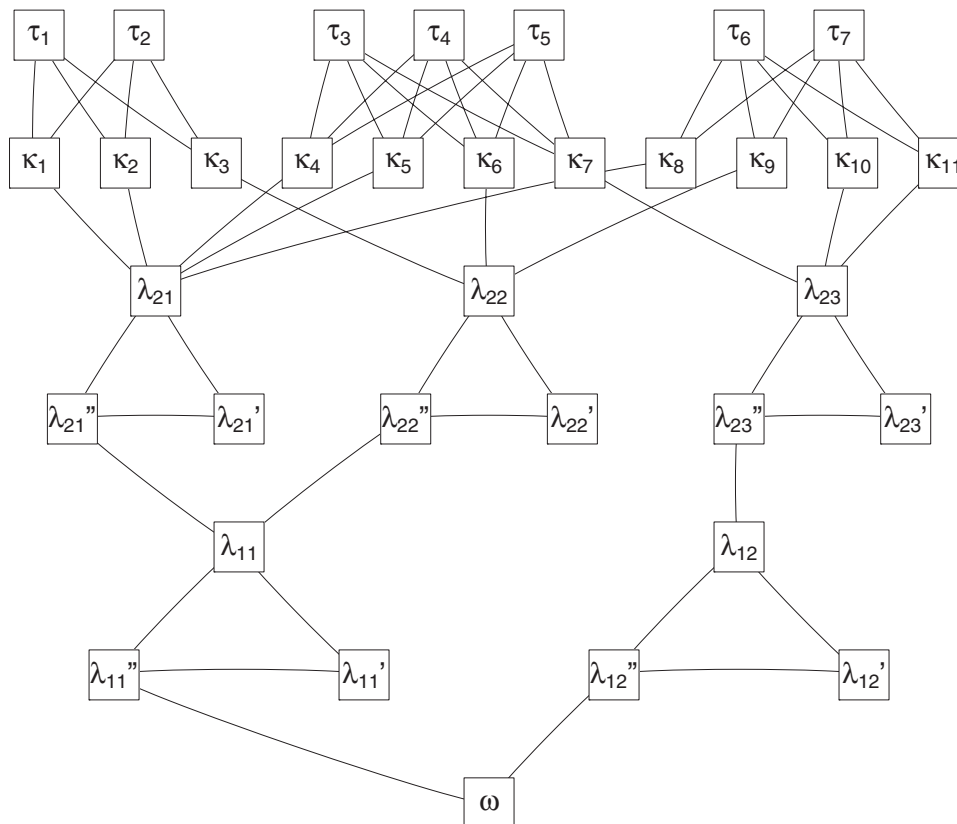 τ1 τ2 τ3 τ4 τ5 τ6 τ7
κ1 κ2 κ3 κ4 κ5 κ6 κ7 κ8 κ9 κ10 κ11
λ21 λ22 λ23
λ21" λ21' λ22" λ22' λ23" λ23'
λ11 λ12
λ11" λ11' λ12" λ12'
ω